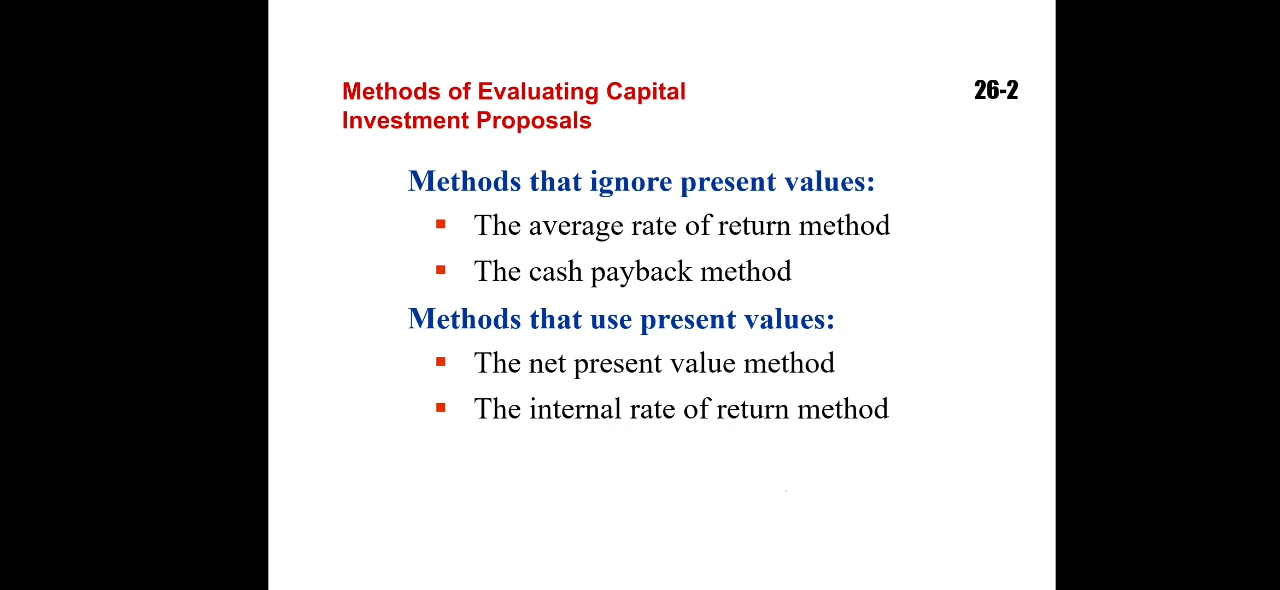 Methods of Evaluating Capital
Investment Proposals
26-2
Methods that ignore present values:
▪ The average rate of return method
▪ The cash payback method
Methods that use present values:
▪ The net present value method
▪ The internal rate of return method